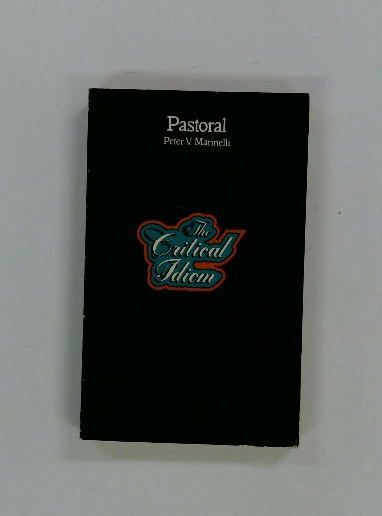 Pastoral
Peter V. Marinelli
The
Critical
Idiom